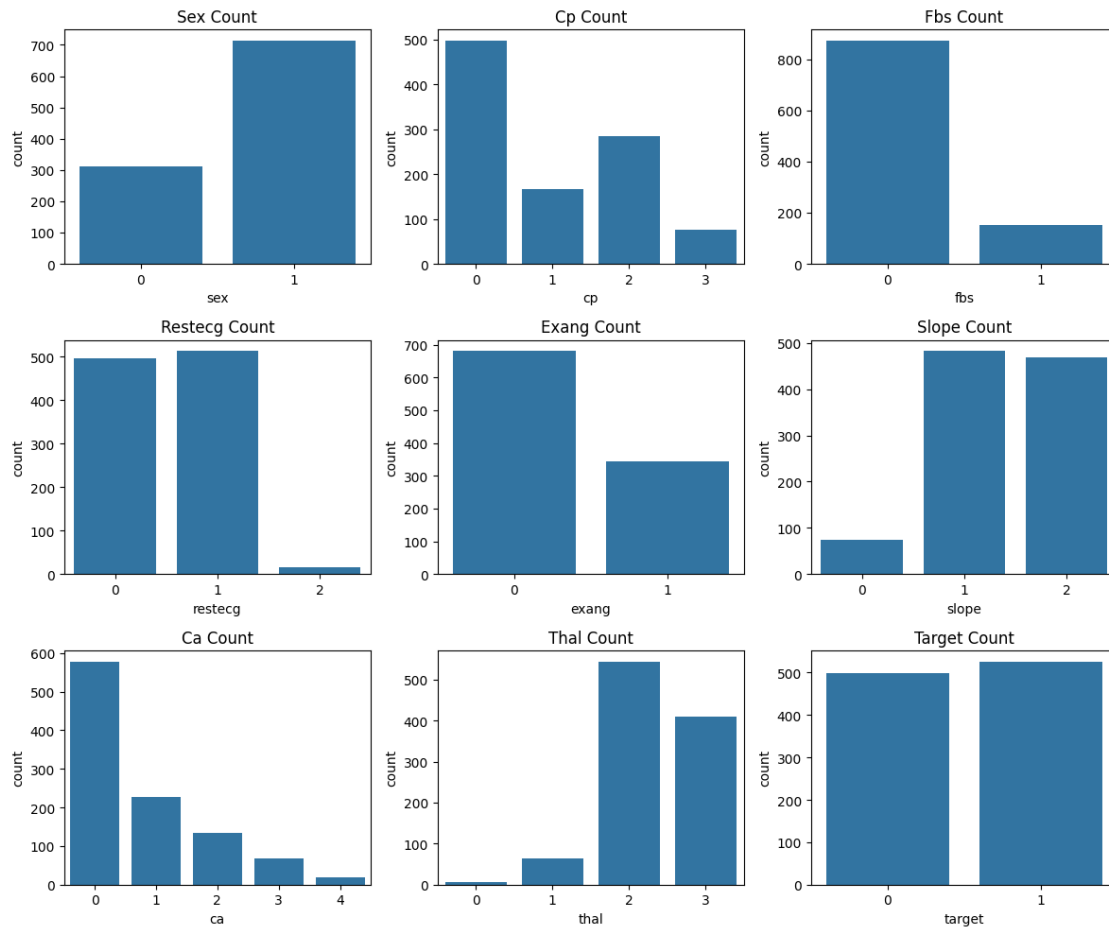 Sex Count
count
700
600
500
400
300
200
100
0
0 1
sex
Cp Count
count
500
400
300
200
100
0
0 1 2 3
cp
Fbs Count
count
800
600
400
200
0
0 1
fbs
Restecg Count
count
500
400
300
200
100
0
0 1 2
restecg
Exang Count
count
700
600
500
400
300
200
100
0
0 1
exang
Slope Count
count
500
400
300
200
100
0
0 1 2
slope
Ca Count
count
600
500
400
300
200
100
0
0 1 2 3 4
ca
Thal Count
count
500
400
300
200
100
0
0 1 2 3
thal
Target Count
count
500
400
300
200
100
0
0 1
target